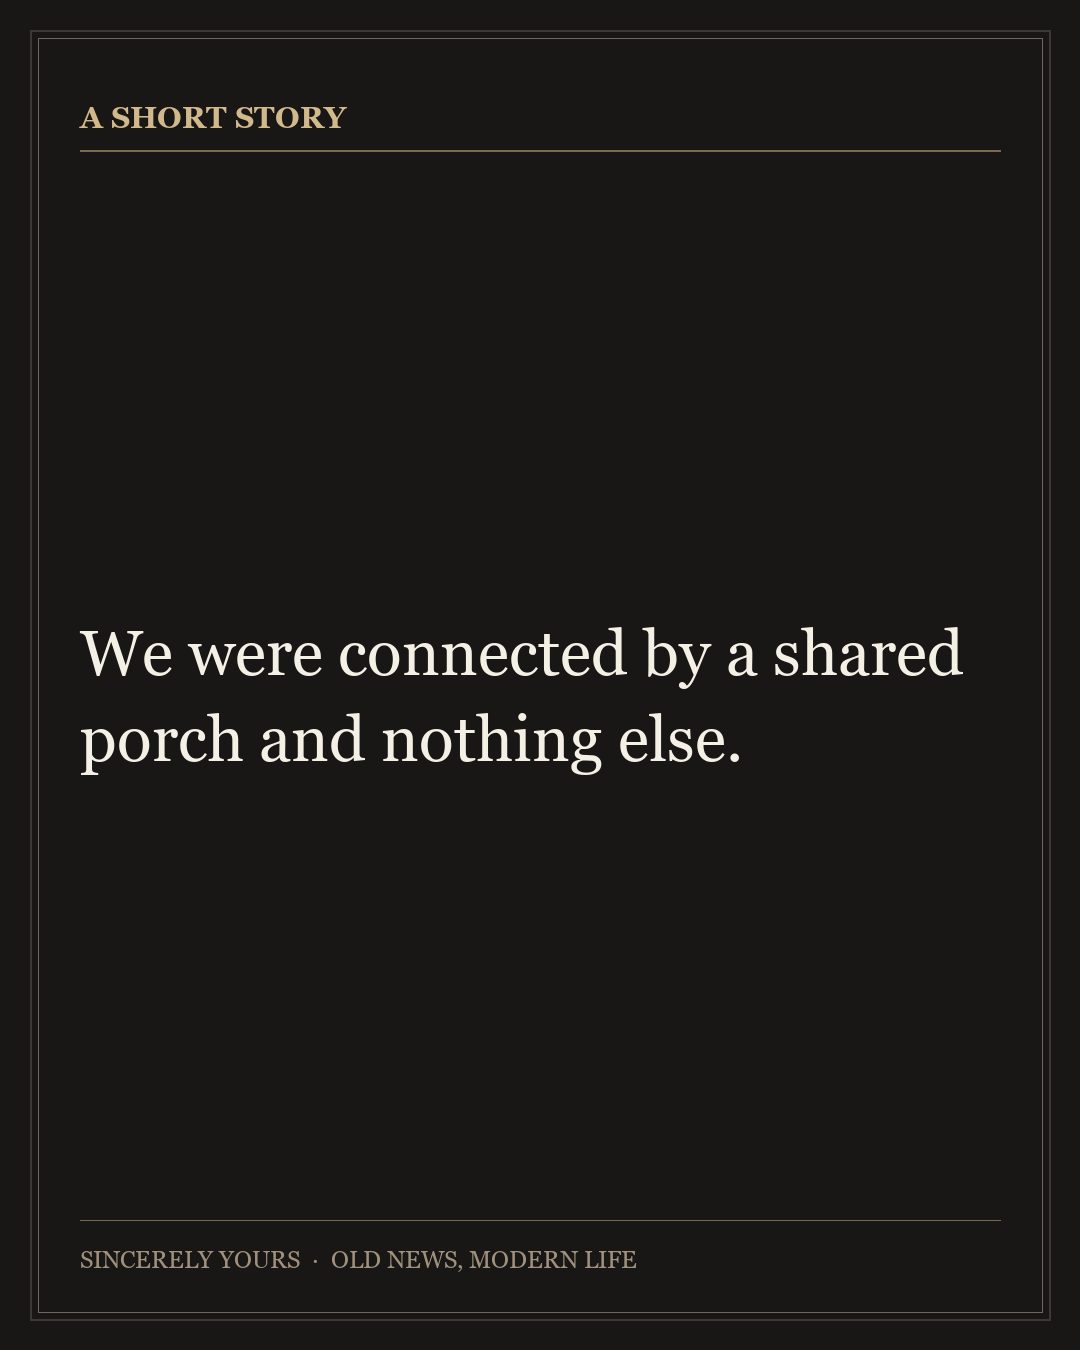 A SHORT STORY
We were connected by a shared
porch and nothing else.
SINCERELY YOURS · OLD NEWS, MODERN LIFE